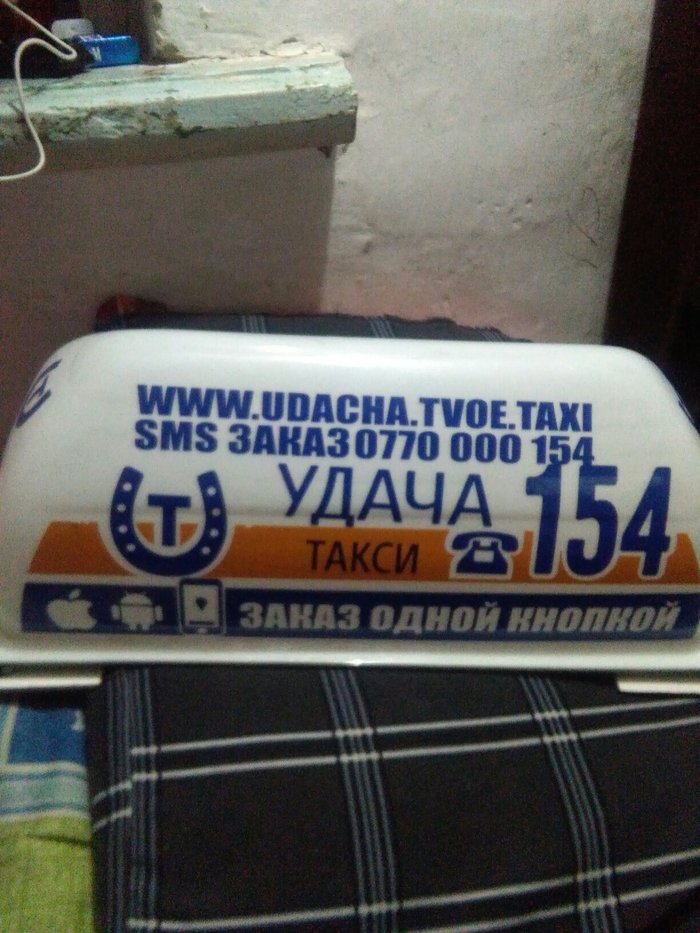 WWW.UDACHA.TVOE.TAXI
SMS ЗАКАЗ 0770 000 154
Т УДАЧА 154
ТАКСИ
ЗАКАЗ ОДНОЙ КНОПКОЙ